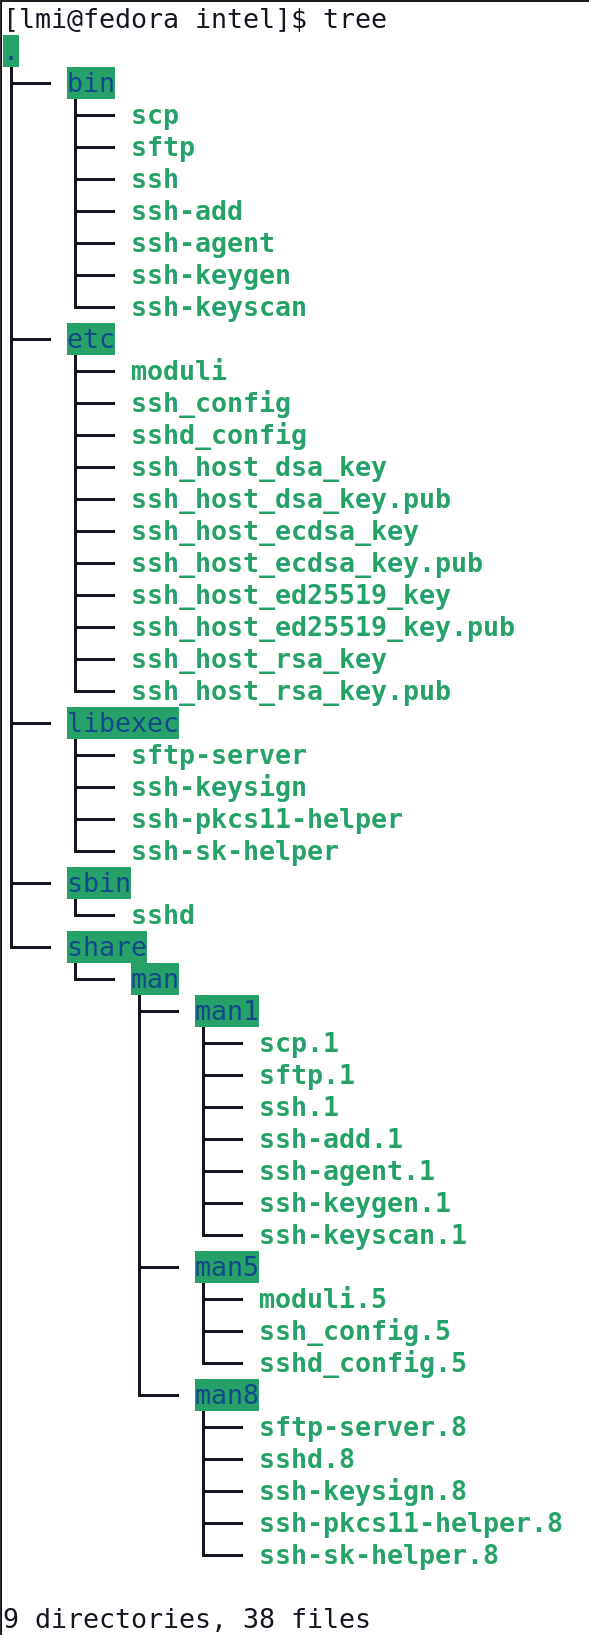 [lmi@fedora intel]$ tree
.
├── bin
│   ├── scp
│   ├── sftp
│   ├── ssh
│   ├── ssh-add
│   ├── ssh-agent
│   ├── ssh-keygen
│   └── ssh-keyscan
├── etc
│   ├── moduli
│   ├── ssh_config
│   ├── sshd_config
│   ├── ssh_host_dsa_key
│   ├── ssh_host_dsa_key.pub
│   ├── ssh_host_ecdsa_key
│   ├── ssh_host_ecdsa_key.pub
│   ├── ssh_host_ed25519_key
│   ├── ssh_host_ed25519_key.pub
│   ├── ssh_host_rsa_key
│   └── ssh_host_rsa_key.pub
├── libexec
│   ├── sftp-server
│   ├── ssh-keysign
│   ├── ssh-pkcs11-helper
│   └── ssh-sk-helper
├── sbin
│   └── sshd
└── share
    └── man
        ├── man1
        │   ├── scp.1
        │   ├── sftp.1
        │   ├── ssh.1
        │   ├── ssh-add.1
        │   ├── ssh-agent.1
        │   ├── ssh-keygen.1
        │   └── ssh-keyscan.1
        ├── man5
        │   ├── moduli.5
        │   ├── ssh_config.5
        │   └── sshd_config.5
        └── man8
            ├── sftp-server.8
            ├── sshd.8
            ├── ssh-keysign.8
            ├── ssh-pkcs11-helper.8
            └── ssh-sk-helper.8

9 directories, 38 files